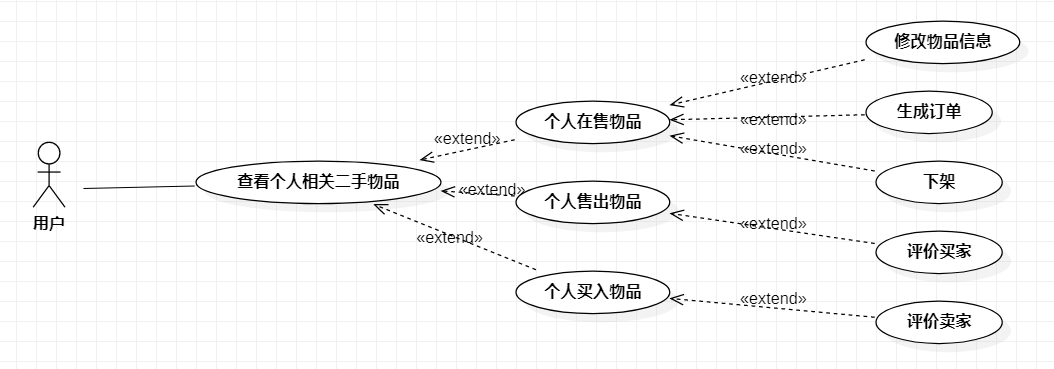 修改物品信息
«extend»
个人在售物品
生成订单
«extend»
«extend»
«extend»
下架
查看个人相关二手物品
«extend»
个人售出物品
用户
«extend»
评价买家
«extend»
个人买入物品
«extend»
评价卖家